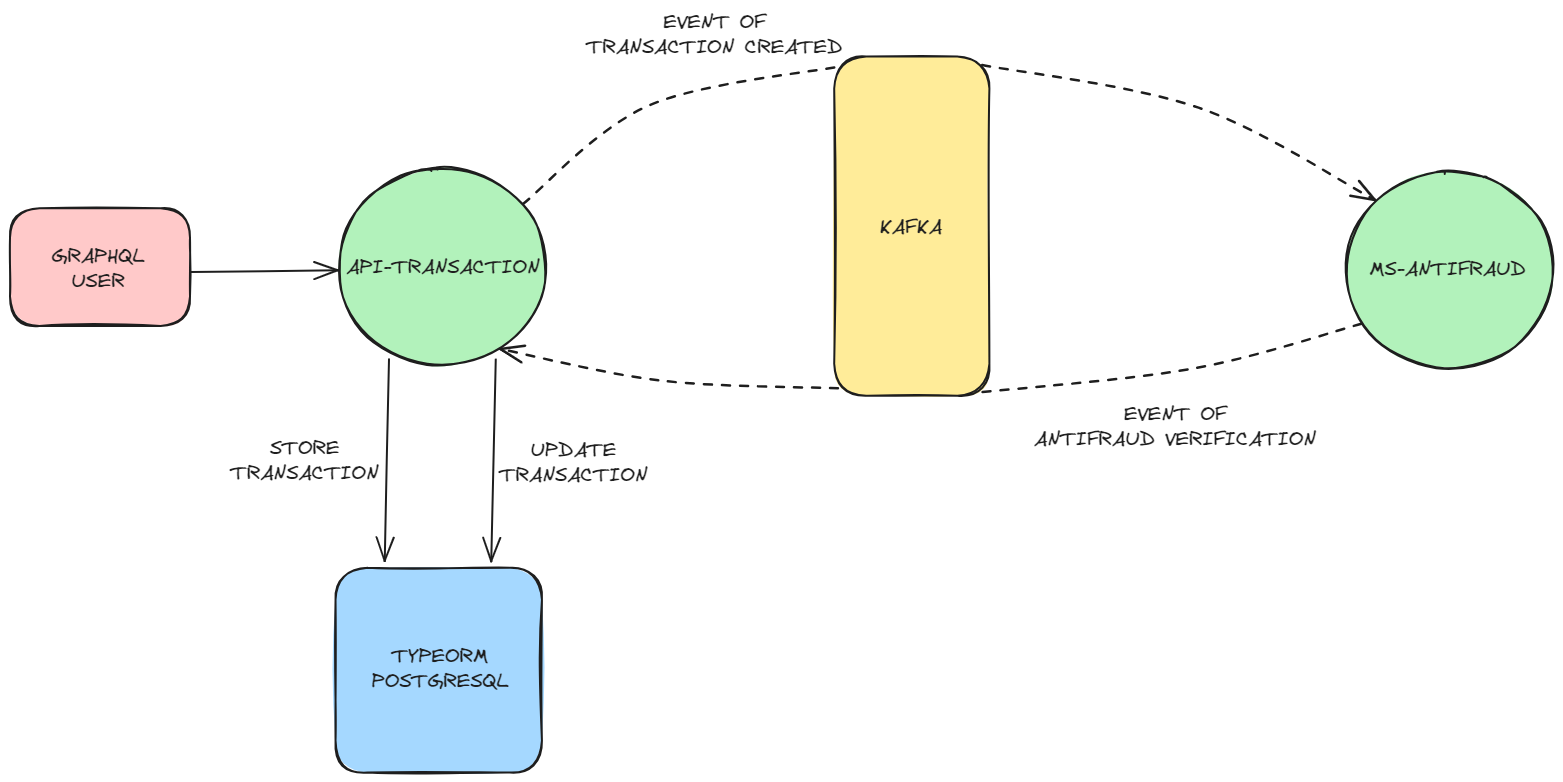 EVENT OF
TRANSACTION CREATED
KAFKA
GRAPHQL
USER
API-TRANSACTION
MS-ANTIFRAUD
EVENT OF
ANTIFRAUD VERIFICATION
STORE
TRANSACTION
UPDATE
TRANSACTION
TYPEORM
POSTGRESQL